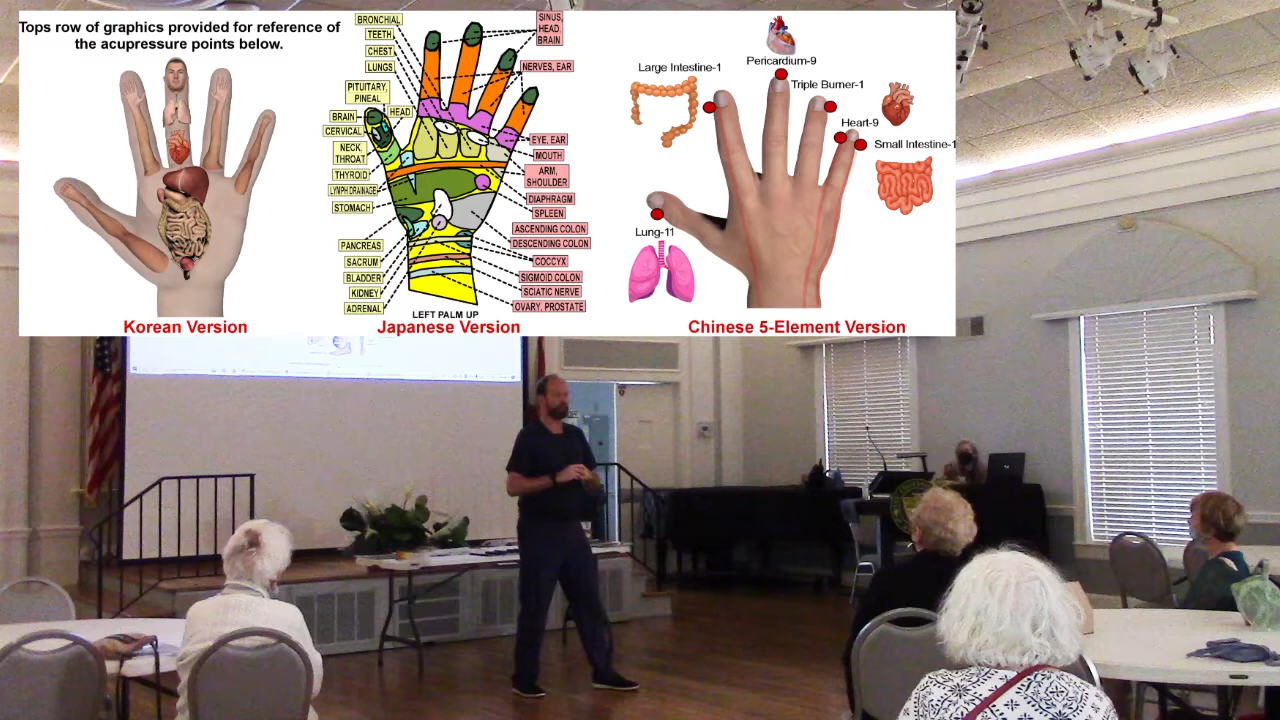 Tops row of graphics provided for reference of
the acupressure points below.
BRONCHIAL
TEETH
CHEST
LUNGS
PITUITARY,
PINEAL
HEAD
BRAIN
CERVICAL
NECK,
THROAT
THYROID
LYMPH DRAINAGE
STOMACH
PANCREAS
SACRUM
BLADDER
KIDNEY
ADRENAL
SINUS,
HEAD,
BRAIN
NERVES, EAR
EYE, EAR
MOUTH
ARM,
SHOULDER
DIAPHRAGM
SPLEEN
ASCENDING COLON
DESCENDING COLON
COCCYX
SIGMOID COLON
SCIATIC NERVE
OVARY, PROSTATE
LEFT PALM UP
Large Intestine-1
Pericardium-9
Triple Burner-1
Heart-9
Small Intestine-1
Lung-11
Korean Version
Japanese Version
Chinese 5-Element Version